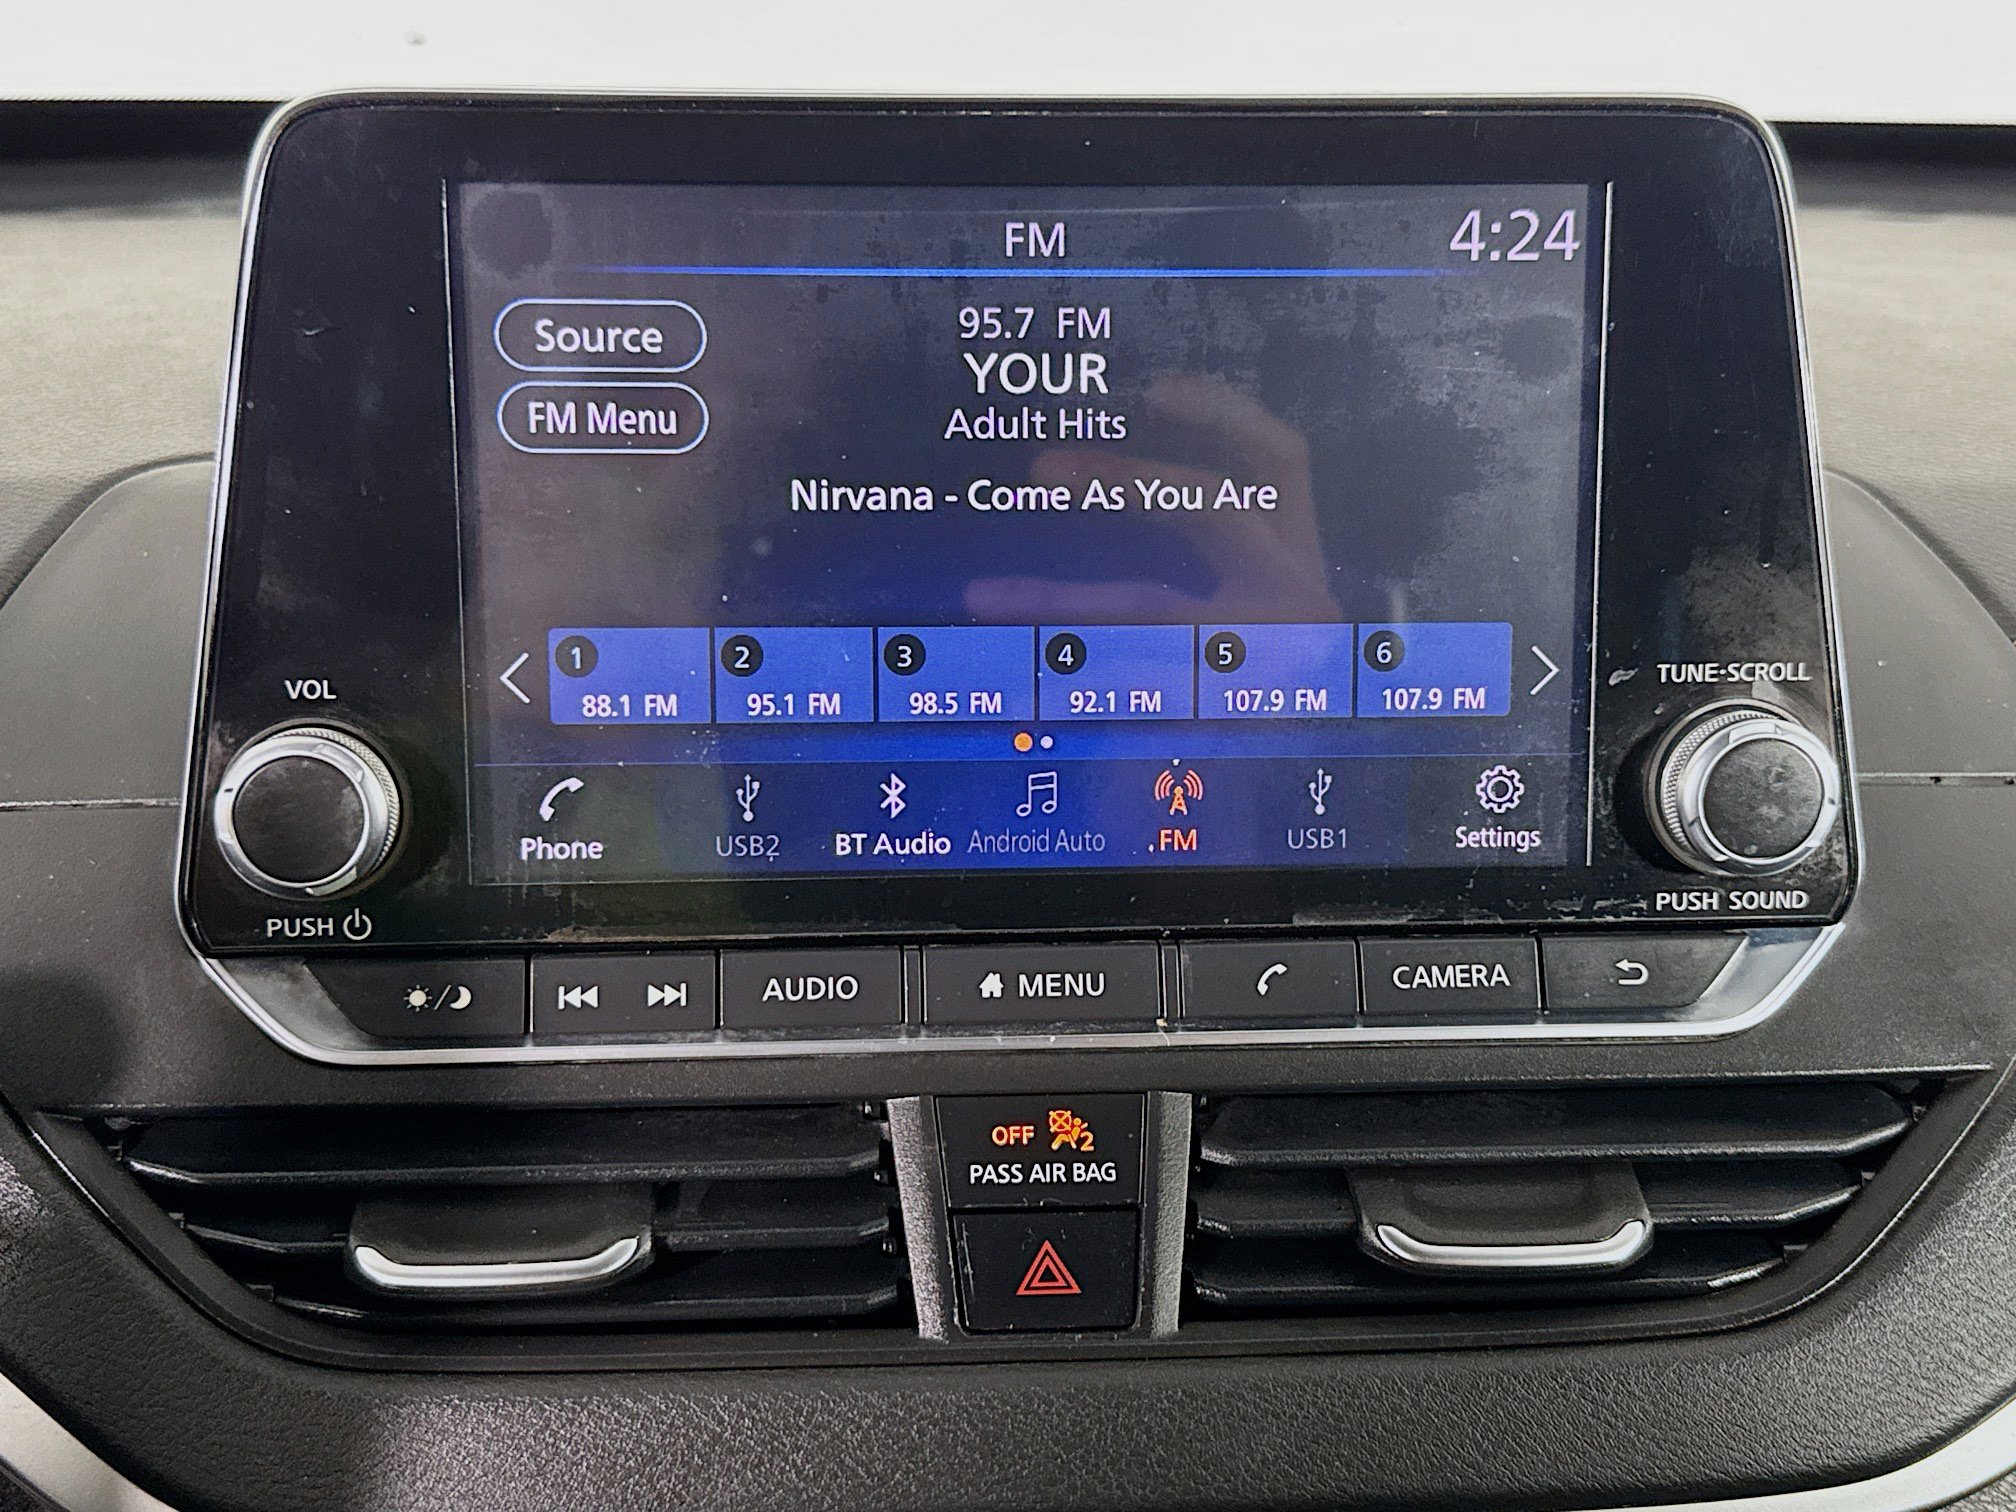 FM
4:24
Source
95.7 FM
YOUR
FM Menu
Adult Hits
Nirvana - Come As You Are
1
2
3
4
5
6
88.1 FM
95.1 FM
98.5 FM
92.1 FM
107.9 FM
107.9 FM
VOL
TUNE·SCROLL
Phone
USB2
BT Audio
Android Auto
FM
USB1
Settings
PUSH
PUSH SOUND
AUDIO
MENU
CAMERA
OFF
2
PASS AIR BAG